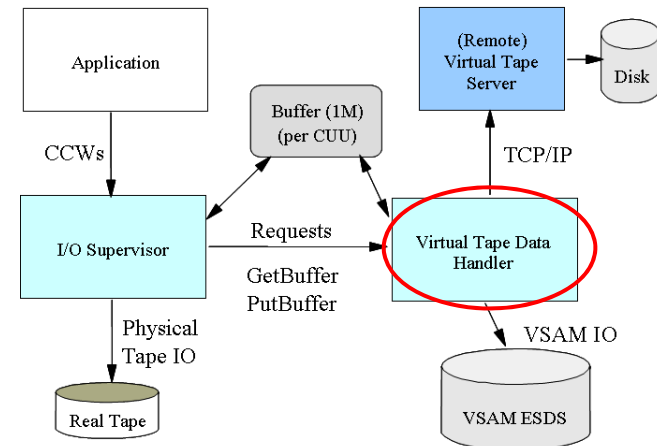 Application
(Remote)
Virtual Tape
Server
Disk
Buffer (1M)
(per CUU)
CCWs
TCP/IP
I/O Supervisor
Requests
GetBuffer
PutBuffer
Virtual Tape Data
Handler
Physical
Tape IO
VSAM IO
Real Tape
VSAM ESDS